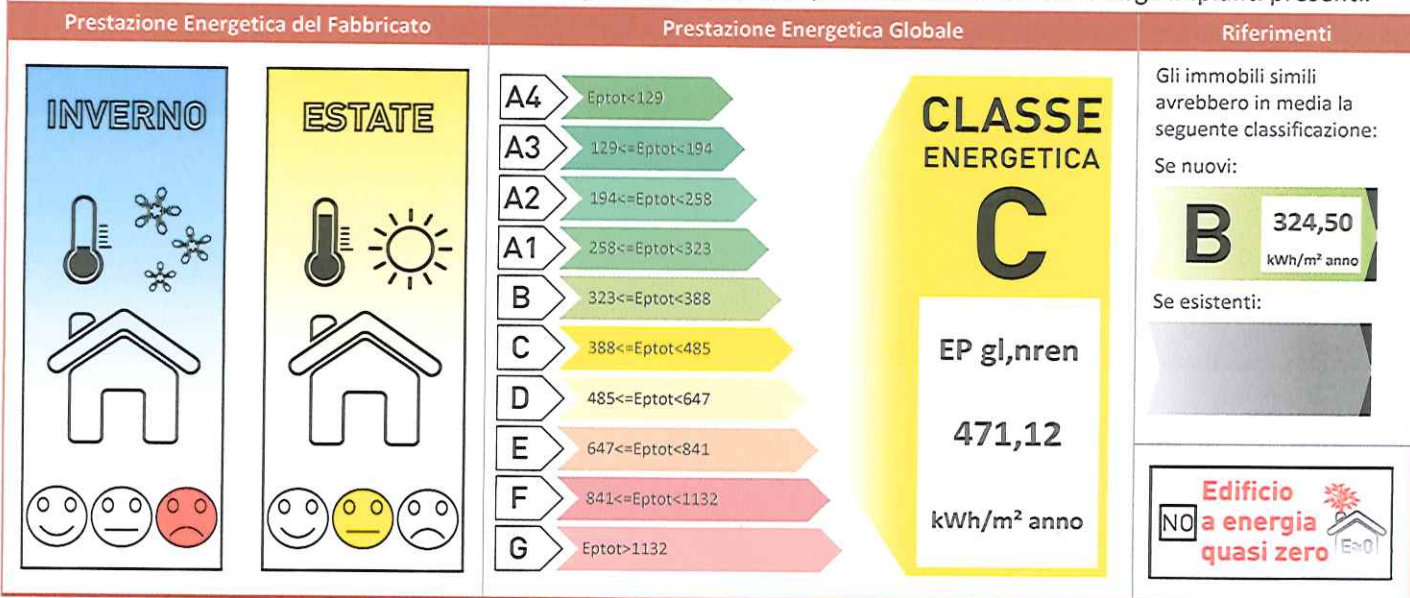 impianti presenti.
Prestazione Energetica del Fabbricato
Prestazione Energetica Globale
Riferimenti
INVERNO
ESTATE
A4 Eptot<129
A3 129<=Eptot<194
A2 194<=Eptot<258
A1 258<=Eptot<323
B 323<=Eptot<388
C 388<=Eptot<485
D 485<=Eptot<647
E 647<=Eptot<841
F 841<=Eptot<1132
G Eptot>1132
CLASSE
ENERGETICA
C
EP gl,nren
471,12
kWh/m² anno
Gli immobili simili
avrebbero in media la
seguente classificazione:
Se nuovi:
B 324,50
kWh/m² anno
Se esistenti:
NO
Edificio
a energia
quasi zero
E≈0